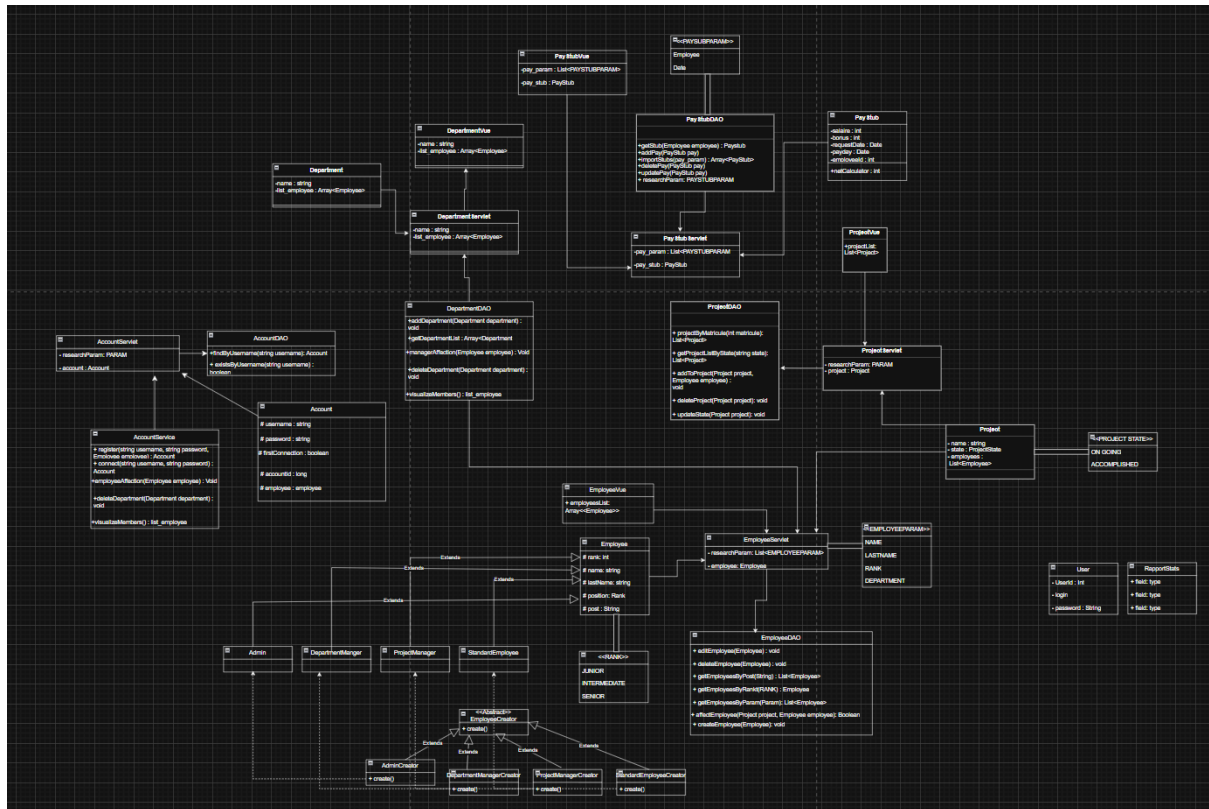 <<PAYSUBPARAM>>
Employee
Date
PayStubVue
-pay_param : List<PAYSTUBPARAM>
-pay_stub : PayStub
PayStubDAO
+getStub(Employee employee) : Paystub
+addPay(PayStub pay)
+importStubs(pay_param) : Array<PayStub>
+deletePay(PayStub pay)
+updatePay(PayStub pay)
+ researchParam: PAYSTUBPARAM
PayStub
-salaire : int
-bonus : int
-requestDate : Date
-payday : Date
-employeeId : int
+netCalculator : int
DepartmentVue
-name : string
-list_employee : Array<Employee>
Department
-name : string
-list_employee : Array<Employee>
DepartmentServlet
-name : string
-list_employee : Array<Employee>
PayStubServlet
-pay_param : List<PAYSTUBPARAM
-pay_stub : PayStub
ProjectVue
+projectList:
List<Project>
DepartmentDAO
+addDepartment(Department department) :
void
+getDepartmentList : Array<Department
+managerAffection(Employee employee) : Void
+deleteDepartment(Department department) :
void
+visualizeMembers() : list_employee
ProjectDAO
+ projectByMatricule(int matricule):
List<Project>
+ getProjectListByState(string state):
List<Project>
+ addToProject(Project project,
Employee employee) :
void
+ deleteProject(Project project): void
+ updateState(Project project): void
AccountServlet
- researchParam: PARAM
- account : Account
AccountDAO
+findByUsername(string username): Account
+ existsByUsername(string username) :
boolean
ProjectServlet
- researchParam: PARAM
- project : Project
Account
# username : string
# password : string
# firstConnection : boolean
# accountId : long
# employee : employee
AccountService
+ register(string username, string password,
Employee employee) : Account
+ connect(string username, string password) :
Account
+employeeAffection(Employee employee) : Void
+deleteDepartment(Department department) :
void
+visualizeMembers() : list_employee
Project
- name : string
- state : ProjectState
- employees :
List<Employee>
<<PROJECT STATE>>
ON GOING
ACCOMPLISHED
EmployeeVue
+ employeesList:
Array<<Employee>>
EmployeeServlet
- researchParam: List<EMPLOYEEPARAM>
- employee: Employee
<<EMPLOYEEPARAM>>
NAME
LASTNAME
RANK
DEPARTMENT
Employee
# rank: int
# name: string
# lastName: string
# position: Rank
# post : String
Extends
Extends
Extends
Extends
User
- UserId : Int
- login
- password : String
RapportStats
+ field: type
+ field: type
+ field: type
Admin
DepartmentManger
ProjectManager
StandardEmployee
<<RANK>>
JUNIOR
INTERMEDIATE
SENIOR
EmployeeDAO
+ editEmployee(Employee) : void
+ deleteEmployee(Employee) : void
+ getEmployeesByPost(String) : List<Employee>
+ getEmployeesByRankt(RANK) : Employee
+ getEmployeesByParam(Param): List<Employee>
+ affectEmployee(Project project, Employee employee): Boolean
+ createEmployee(Employee): void
<<Abstract>>
EmployeeCreator
+ create()
Extends
Extends
Extends
Extends
AdminCreator
+ create()
DepartmentManagerCreator
+ create()
ProjectManagerCreator
+ create()
StandardEmployeeCreator
+ create()